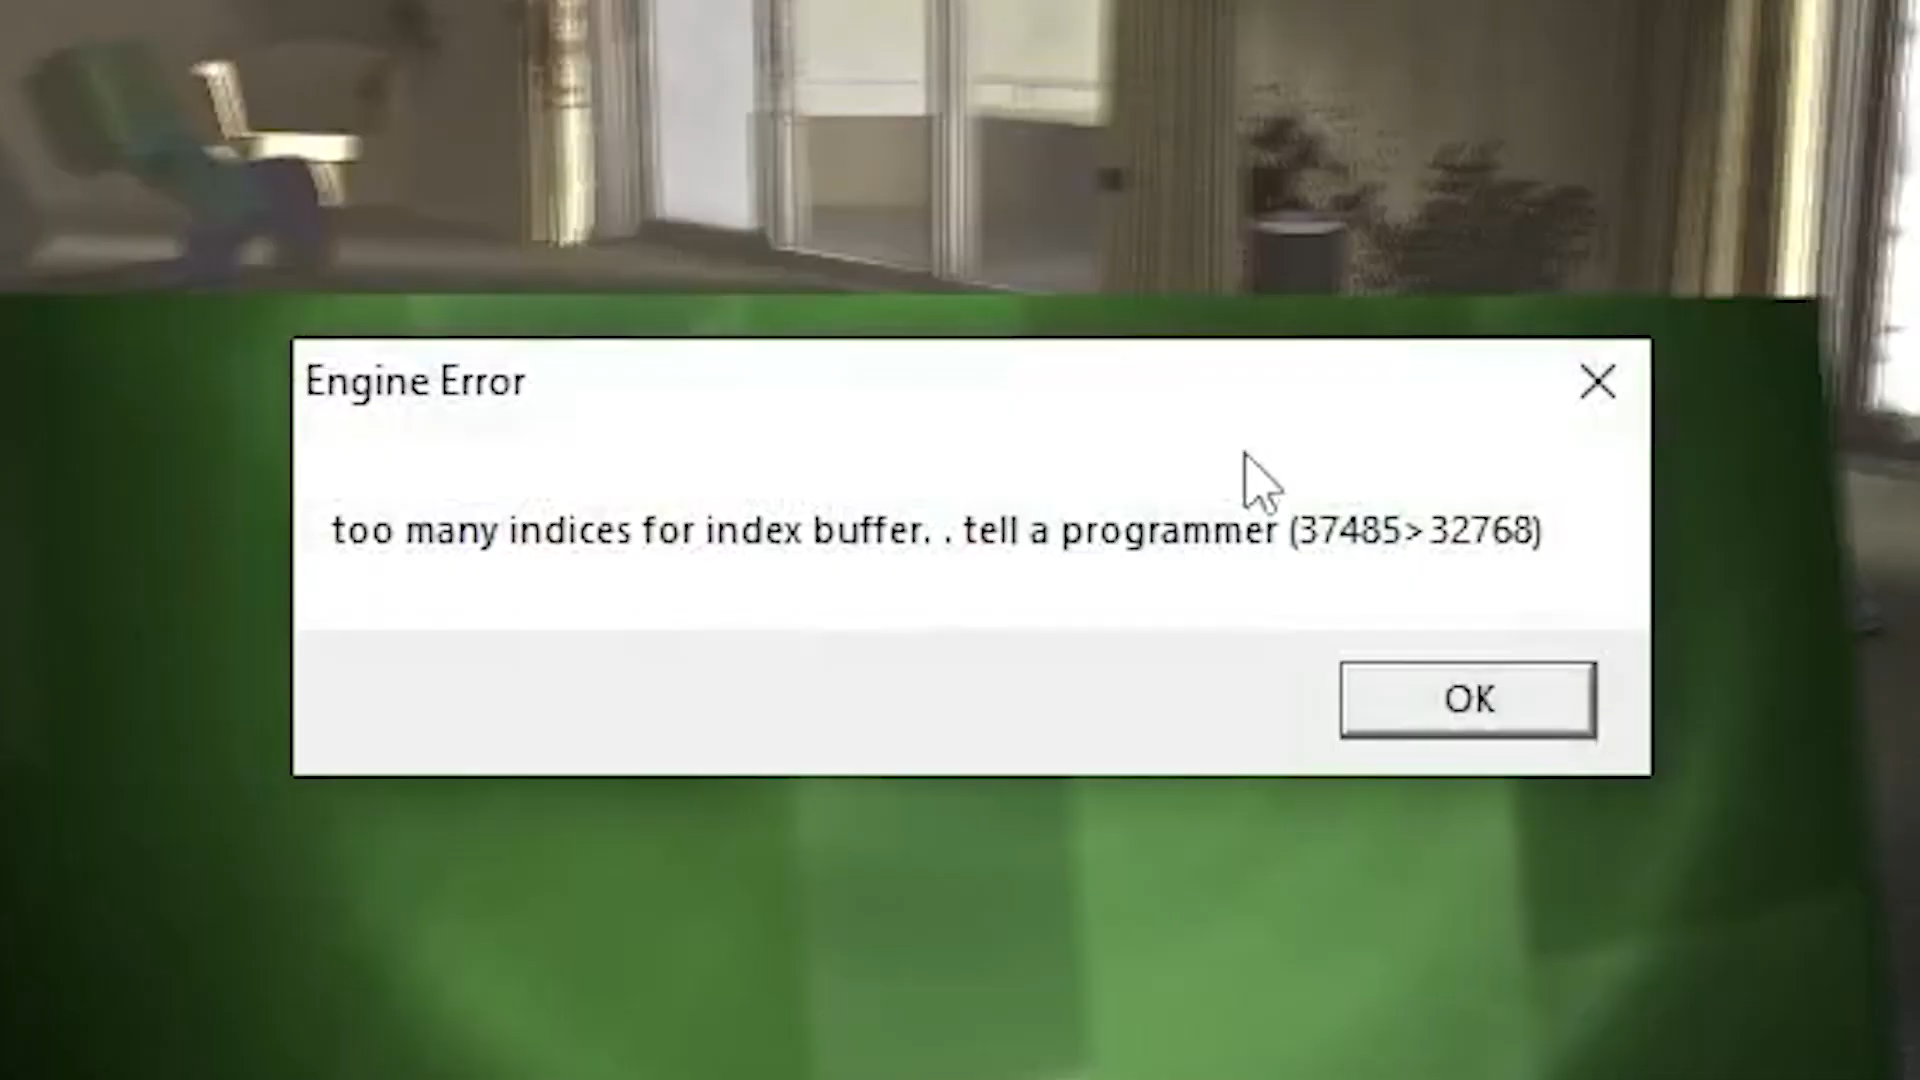 Engine Error
too many indices for index buffer. . tell a programmer (37485>32768)
OK